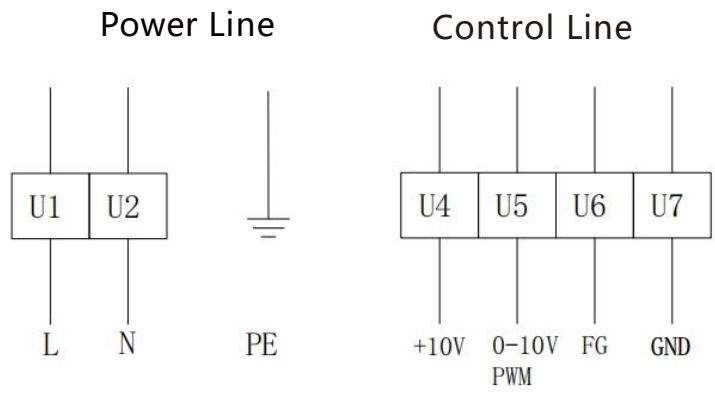 Power Line
Control Line
U1 U2
U4 U5 U6 U7
L N PE
+10V 0-10V FG GND
PWM